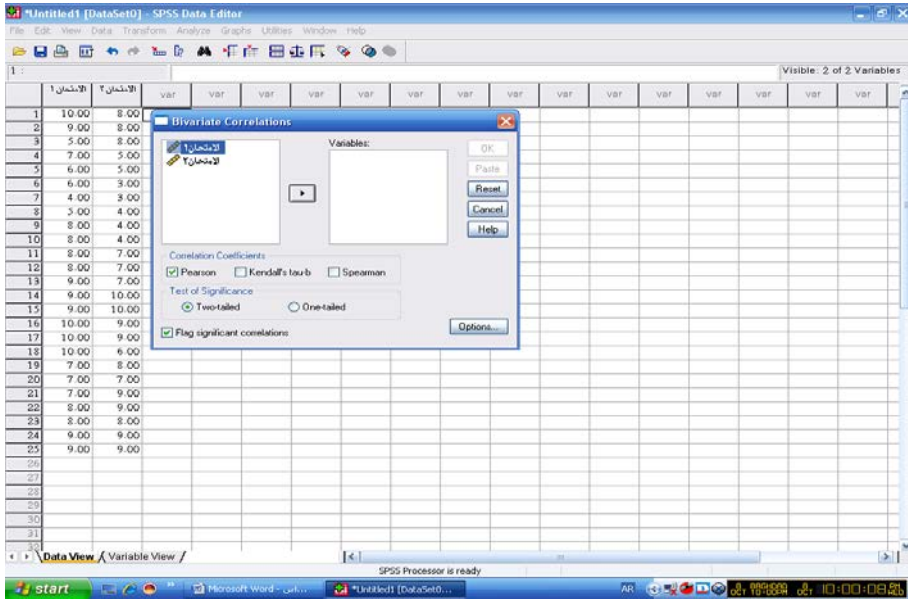 *Untitled1 [DataSet0] - SPSS Data Editor
File Edit View Data Transform Analyze Graphs Utilities Window Help
1 :
Visible: 2 of 2 Variables
الامتحان١ الامتحان٢ var var var var var var var var var var var var var var var
1 10.00 8.00
2 9.00 8.00
3 5.00 8.00
4 7.00 5.00
5 6.00 5.00
6 6.00 3.00
7 4.00 3.00
8 5.00 4.00
9 8.00 4.00
10 8.00 4.00
11 8.00 7.00
12 8.00 7.00
13 9.00 7.00
14 9.00 10.00
15 9.00 10.00
16 10.00 9.00
17 10.00 9.00
18 10.00 6.00
19 7.00 8.00
20 7.00 7.00
21 7.00 9.00
22 8.00 9.00
23 8.00 8.00
24 9.00 9.00
25 9.00 9.00
26
27
28
29
30
31
32
Bivariate Correlations
الامتحان١
الامتحان٢
Variables:
OK
Paste
Reset
Cancel
Help
Correlation Coefficients
Pearson Kendall's tau-b Spearman
Test of Significance
Two-tailed One-tailed
Flag significant correlations
Options...
Data View Variable View
SPSS Processor is ready
start
Microsoft Word -
*Untitled1 [DataSet0...
AR
10:00:08